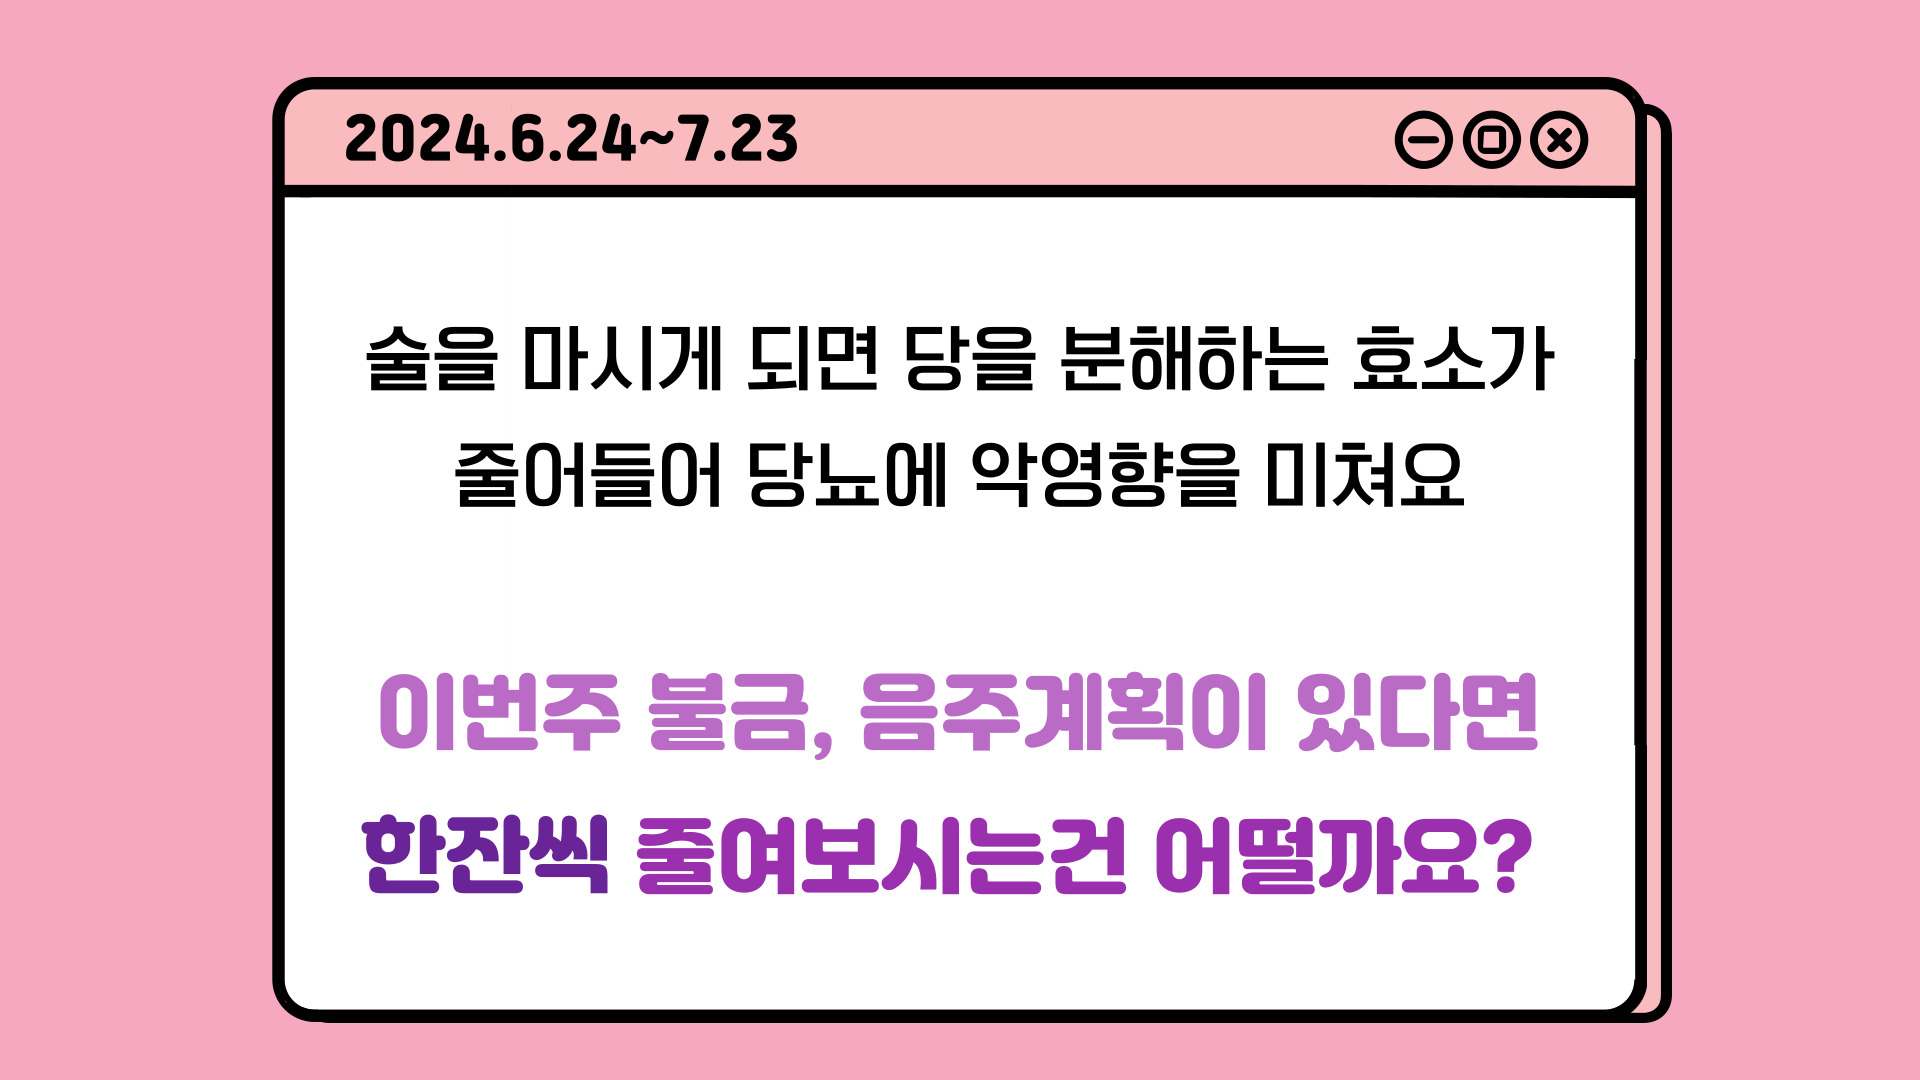 2024.6.24~7.23
술을 마시게 되면 당을 분해하는 효소가
줄어들어 당뇨에 악영향을 미쳐요
이번주 불금, 음주계획이 있다면
한잔씩 줄여보시는건 어떨까요?